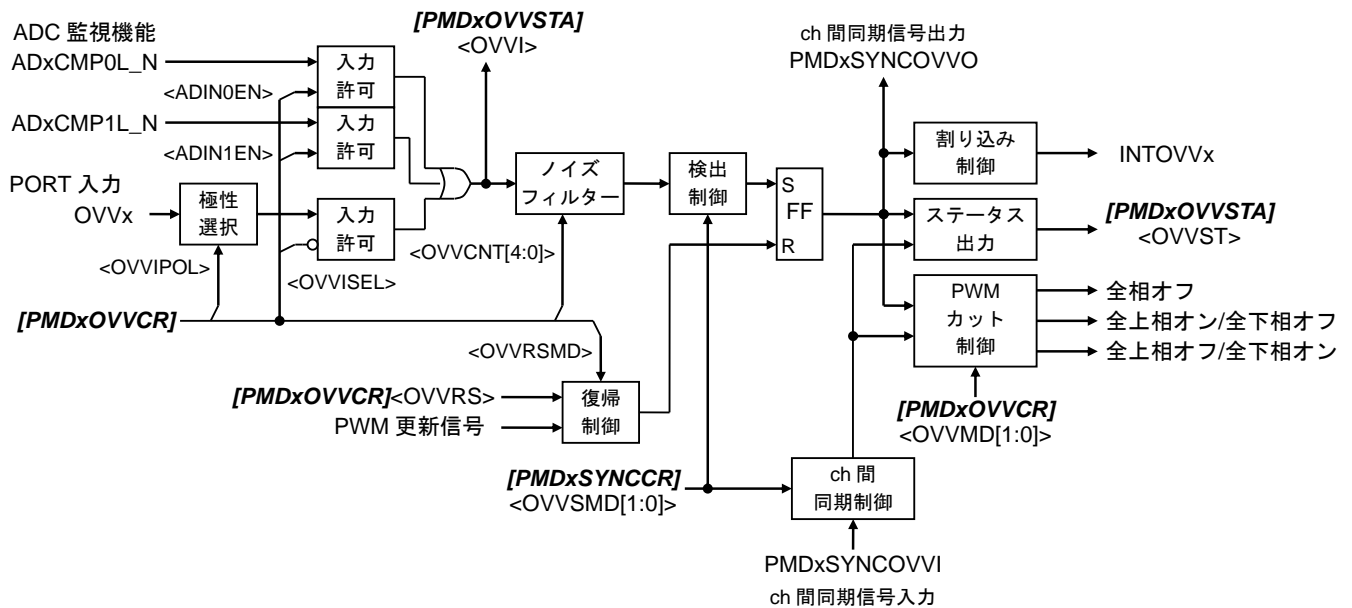 ADC 監視機能
ADxCMP0L_N
<ADIN0EN>
ADxCMP1L_N
<ADIN1EN>
PORT 入力
OVVx
極性
選択
<OVVIPOL>
入力
許可
入力
許可
入力
許可
<OVVISEL>
[PMDxOVVSTA]
<OVVI>
ノイズ
フィルター
<OVVCNT[4:0]>
検出
制御
S
FF
R
ch 間同期信号出力
PMDxSYNCOVVO
割り込み
制御
INTOVVx
ステータス
出力
[PMDxOVVSTA]
<OVVST>
PWM
カット
制御
全相オフ
全上相オン/全下相オフ
全上相オフ/全下相オン
[PMDxOVVCR]
<OVVMD[1:0]>
[PMDxOVVCR]
<OVVRSMD>
[PMDxOVVCR]<OVVRS>
PWM 更新信号
復帰
制御
[PMDxSYNCCR]
<OVVSMD[1:0]>
ch 間
同期制御
PMDxSYNCOVVI
ch 間同期信号入力